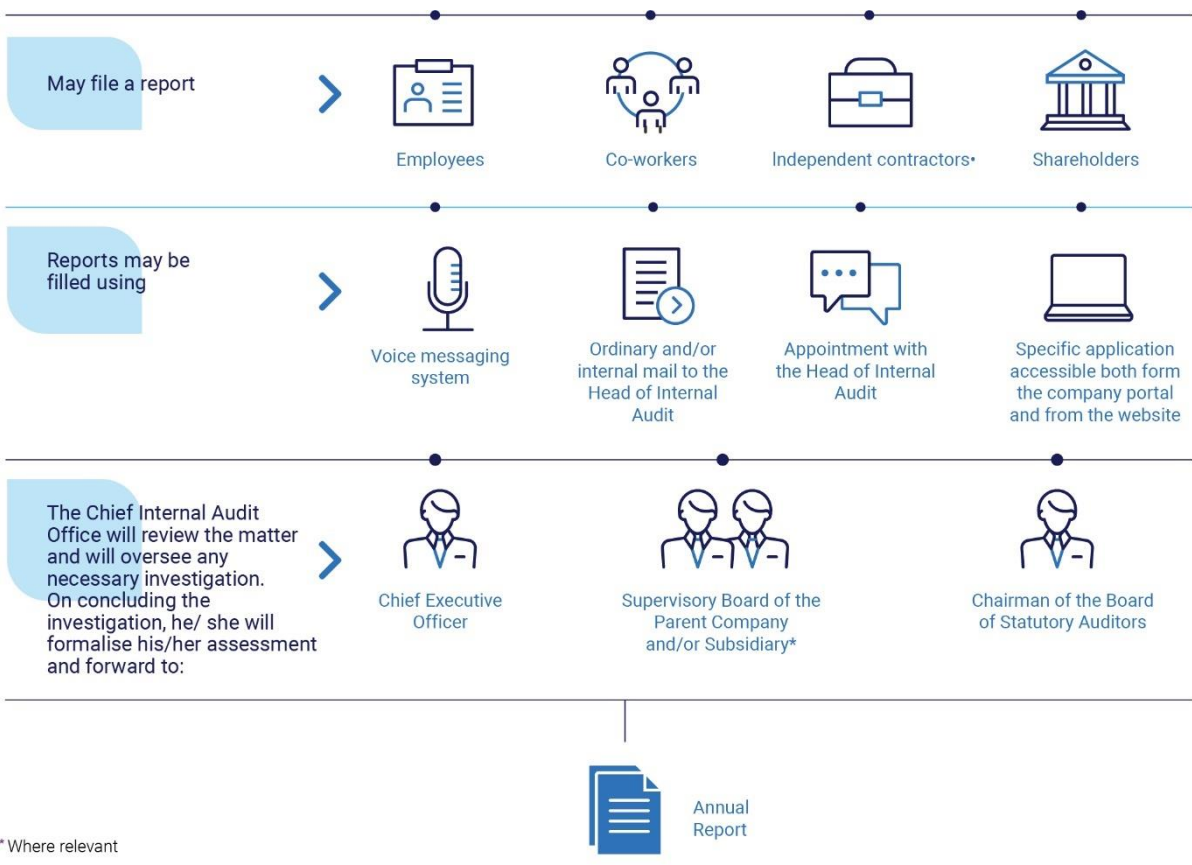 May file a report
Employees
Co-workers
Independent contractors•
Shareholders
Reports may be
filled using
Voice messaging
system
Ordinary and/or
internal mail to the
Head of Internal
Audit
Appointment with
the Head of Internal
Audit
Specific application
accessible both form
the company portal
and from the website
The Chief Internal Audit
Office will review the matter
and will oversee any
necessary investigation.
On concluding the
investigation, he/ she will
formalise his/her assessment
and forward to:
Chief Executive
Officer
Supervisory Board of the
Parent Company
and/or Subsidiary*
Chairman of the Board
of Statutory Auditors
Annual
Report
* Where relevant